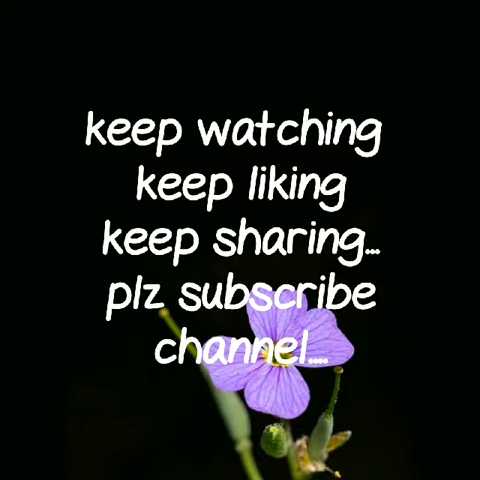 keep watching
keep liking
keep sharing...
plz subscribe
channel....